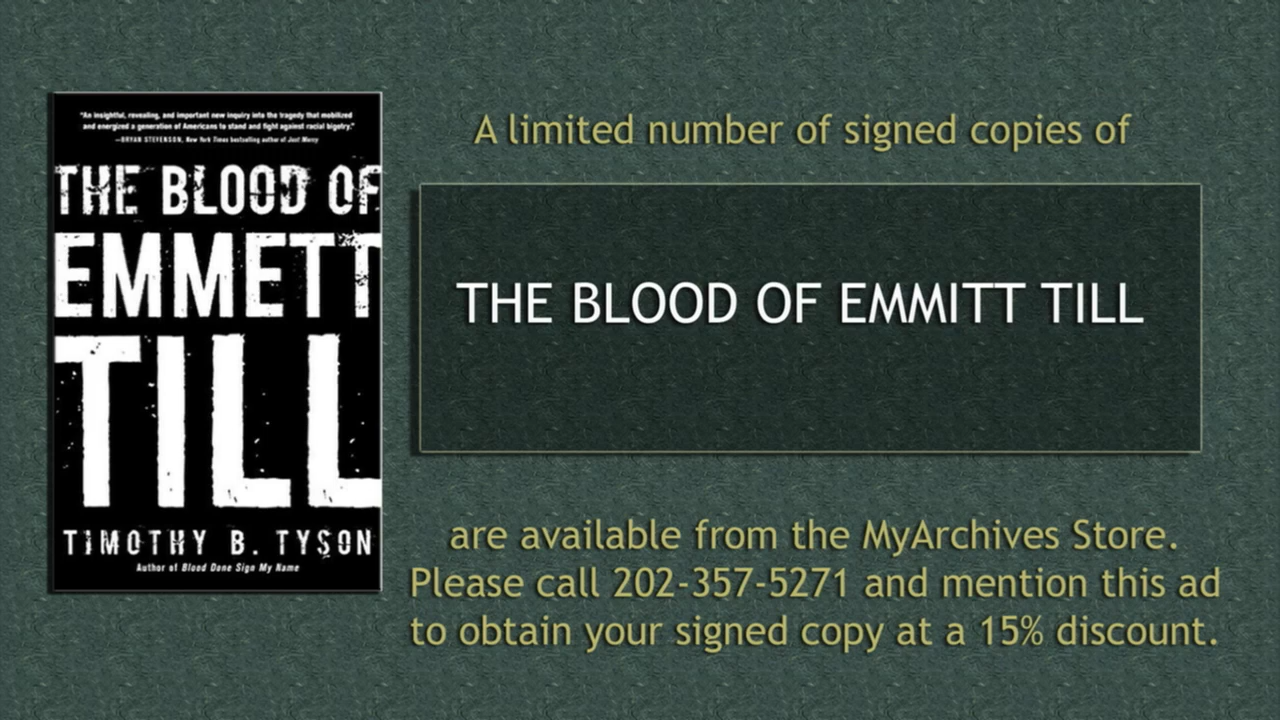 "An insightful, revealing, and important new inquiry into the tragedy that mobilized
and energized a generation of Americans to stand and fight against racial bigotry."
—BRYAN STEVENSON, New York Times bestselling author of Just Mercy
THE BLOOD OF
EMMETT
TILL
TIMOTHY B. TYSON
Author of Blood Done Sign My Name
A limited number of signed copies of
THE BLOOD OF EMMITT TILL
are available from the MyArchives Store.
Please call 202-357-5271 and mention this ad
to obtain your signed copy at a 15% discount.